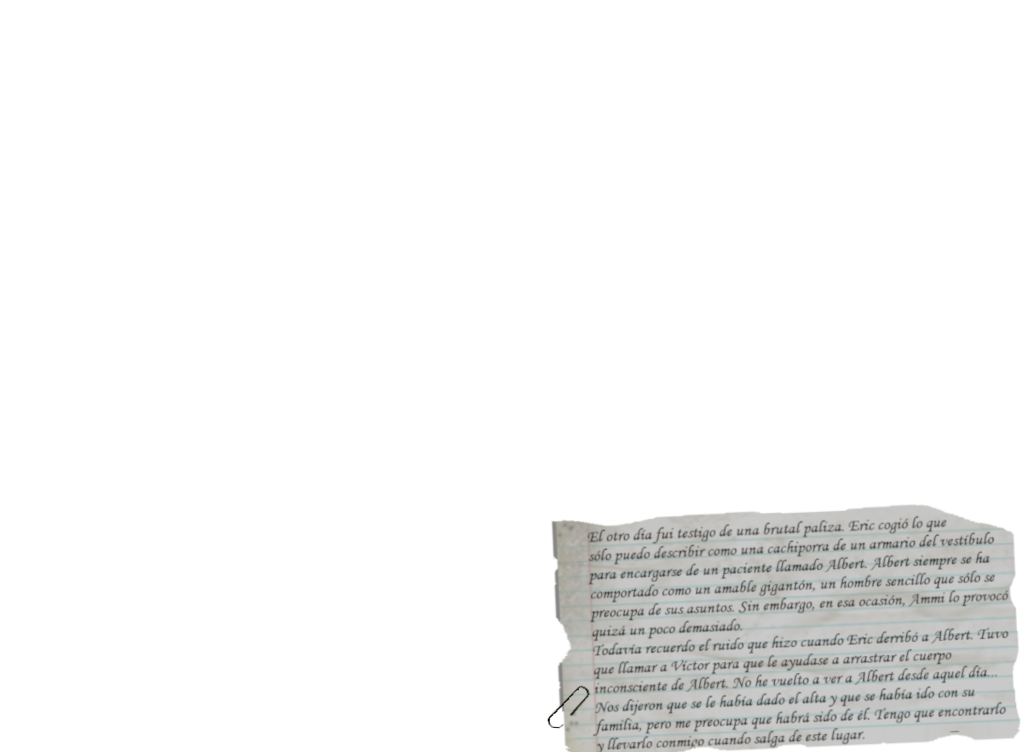 El otro día fui testigo de una brutal paliza. Eric cogió lo que
sólo puedo describir como una cachiporra de un armario del vestíbulo
para encargarse de un paciente llamado Albert. Albert siempre se ha
comportado como un amable gigantón, un hombre sencillo que sólo se
preocupa de sus asuntos. Sin embargo, en esa ocasión, Ammi lo provocó
quizá un poco demasiado.
Todavía recuerdo el ruido que hizo cuando Eric derribó a Albert. Tuvo
que llamar a Víctor para que le ayudase a arrastrar el cuerpo
inconsciente de Albert. No he vuelto a ver a Albert desde aquel día...
Nos dijeron que se le había dado el alta y que se había ido con su
familia, pero me preocupa que habrá sido de él. Tengo que encontrarlo
y llevarlo conmigo cuando salga de este lugar.